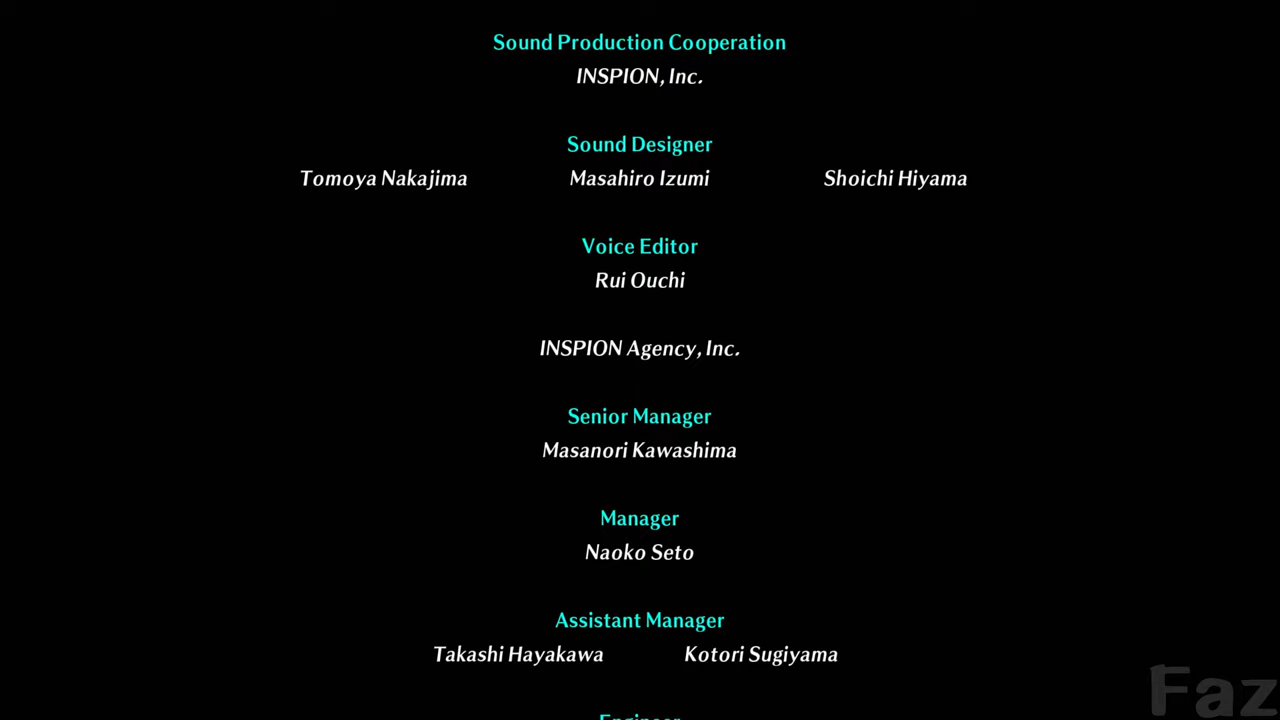 Sound Production Cooperation
INSPION, Inc.
Sound Designer
Tomoya Nakajima Masahiro Izumi Shoichi Hiyama
Voice Editor
Rui Ouchi
INSPION Agency, Inc.
Senior Manager
Masanori Kawashima
Manager
Naoko Seto
Assistant Manager
Takashi Hayakawa Kotori Sugiyama
Engineer
Faz